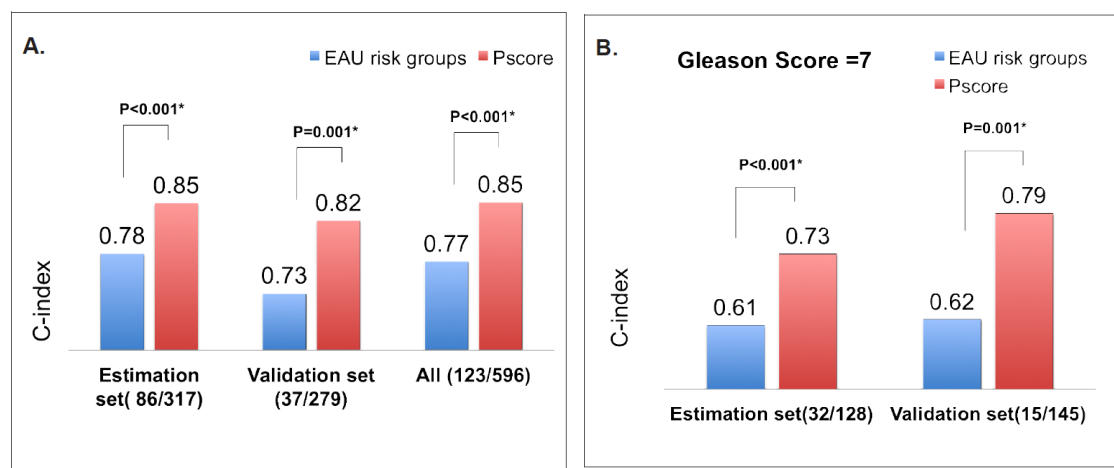 A.
EAU risk groups Pscore
P<0.001*
P=0.001*
P<0.001*
0.78
0.85
0.73
0.82
0.77
0.85
C-index
Estimation
set( 86/317)
Validation set
(37/279)
All (123/596)
B.
Gleason Score =7
EAU risk groups
Pscore
P<0.001*
P=0.001*
0.61
0.73
0.62
0.79
C-index
Estimation set(32/128)
Validation set(15/145)